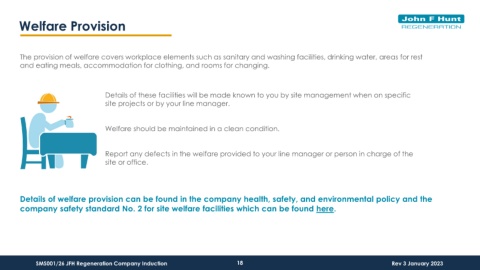 Welfare Provision
John F Hunt
REGENERATION
The provision of welfare covers workplace elements such as sanitary and washing facilities, drinking water, areas for rest
and eating meals, accommodation for clothing, and rooms for changing.
Details of these facilities will be made known to you by site management when on specific
site projects or by your line manager.
Welfare should be maintained in a clean condition.
Report any defects in the welfare provided to your line manager or person in charge of the
site or office.
Details of welfare provision can be found in the company health, safety, and environmental policy and the
company safety standard No. 2 for site welfare facilities which can be found here.
SMS001/26 JFH Regeneration Company Induction
18
Rev 3 January 2023